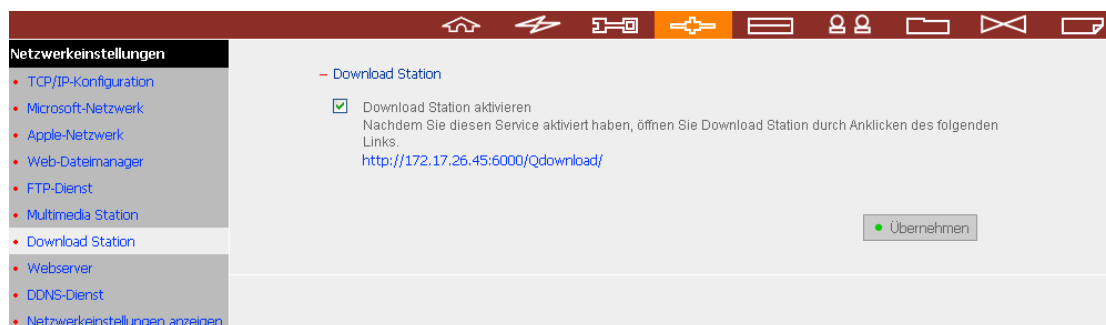 Netzwerkeinstellungen
TCP/IP-Konfiguration
Microsoft-Netzwerk
Apple-Netzwerk
Web-Dateimanager
FTP-Dienst
Multimedia Station
Download Station
Webserver
DDNS-Dienst
Netzwerkeinstellungen anzeigen
– Download Station
Download Station aktivieren
Nachdem Sie diesen Service aktiviert haben, öffnen Sie Download Station durch Anklicken des folgenden
Links.
http://172.17.26.45:6000/Qdownload/
Übernehmen